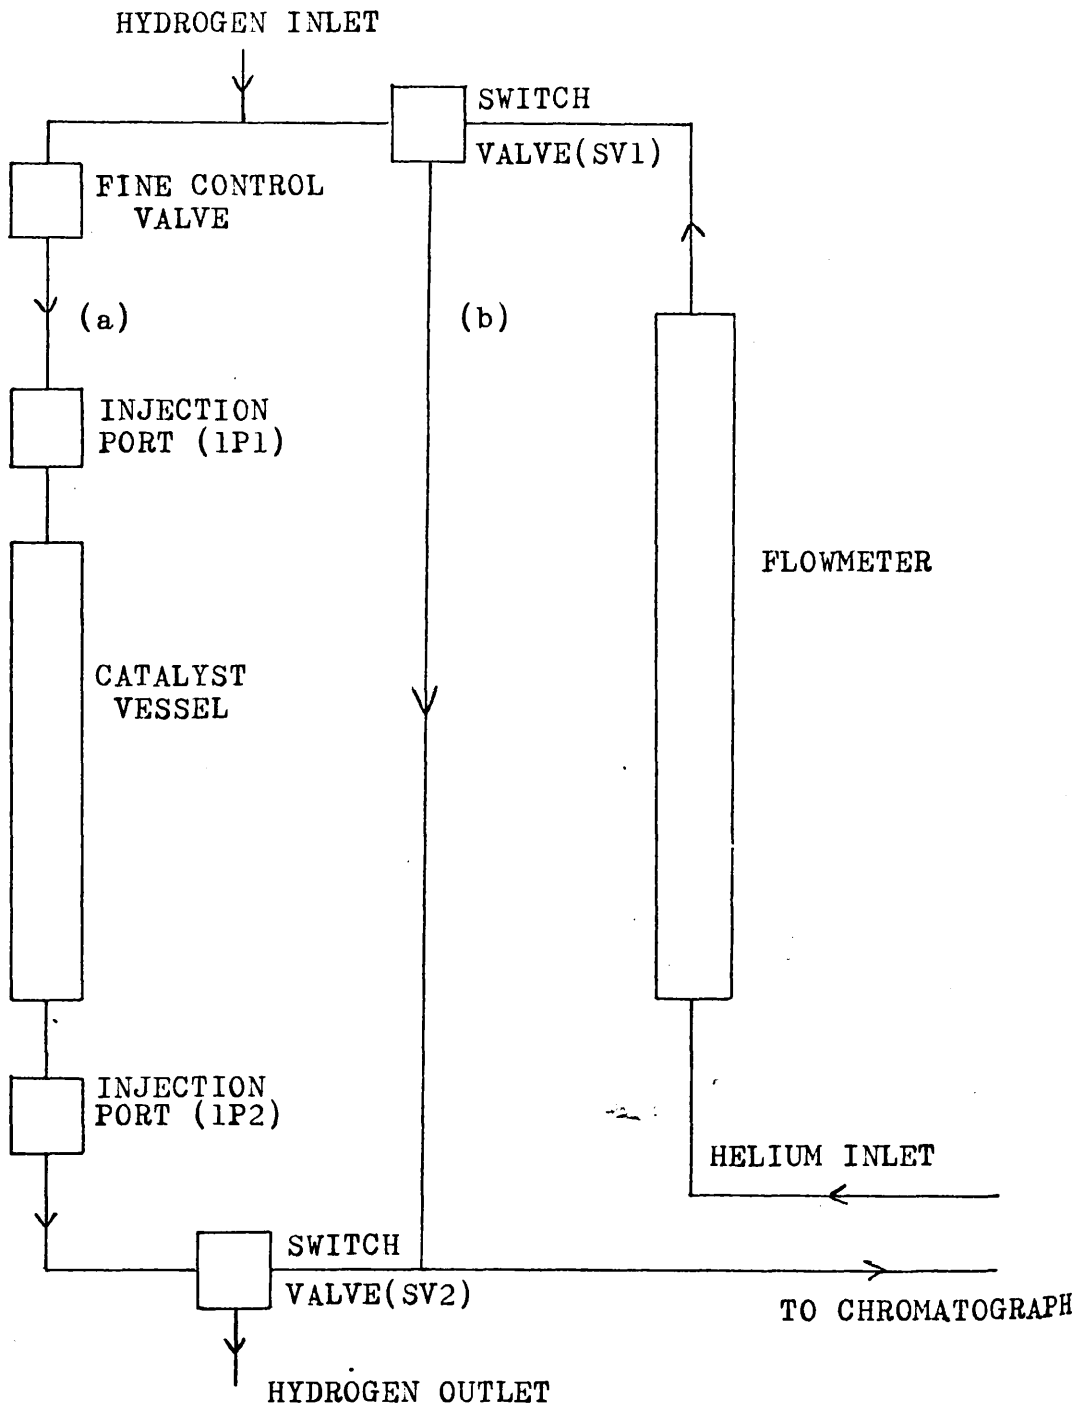 HYDROGEN INLET
SWITCH
VALVE(SV1)
FINE CONTROL
VALVE
(a)
(b)
INJECTION
PORT (1P1)
FLOWMETER
CATALYST
VESSEL
INJECTION
PORT (1P2)
HELIUM INLET
SWITCH
VALVE(SV2)
TO CHROMATOGRAPH
HYDROGEN OUTLET